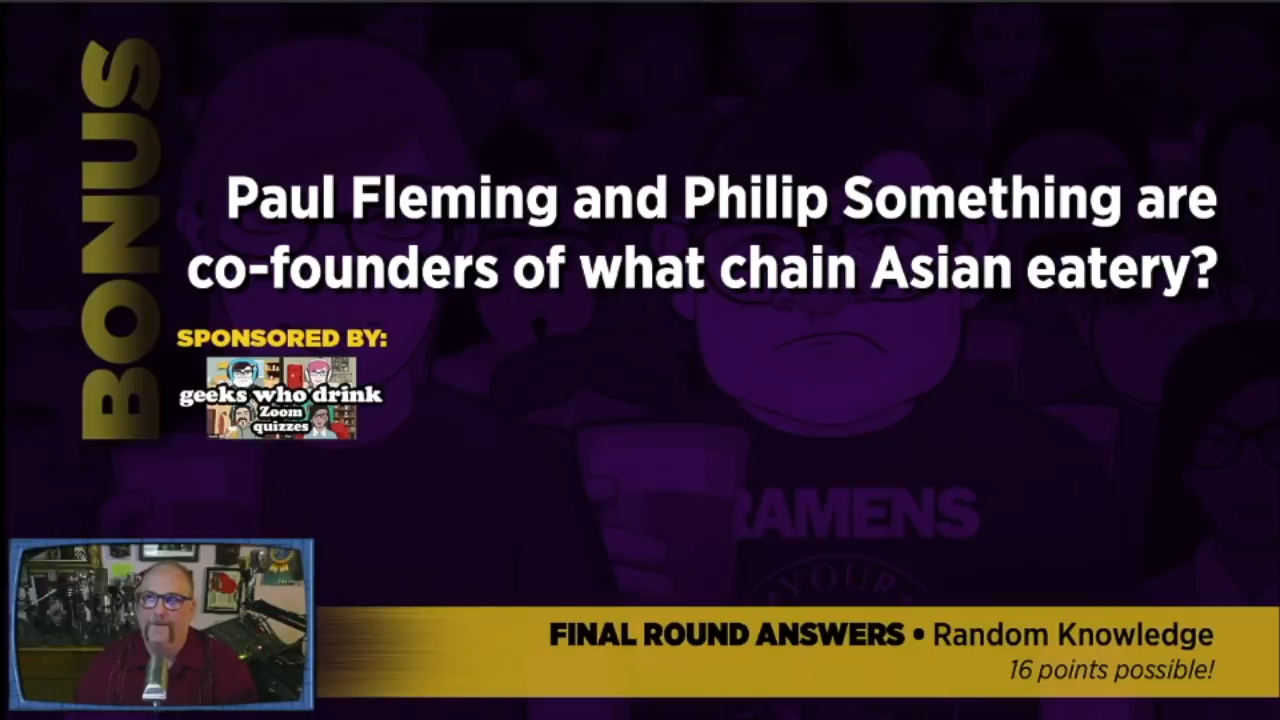 BONUS
Paul Fleming and Philip Something are
co-founders of what chain Asian eatery?
SPONSORED BY:
geeks who drink
Zoom
quizzes
RAMENS
YOUR
FINAL ROUND ANSWERS • Random Knowledge
16 points possible!